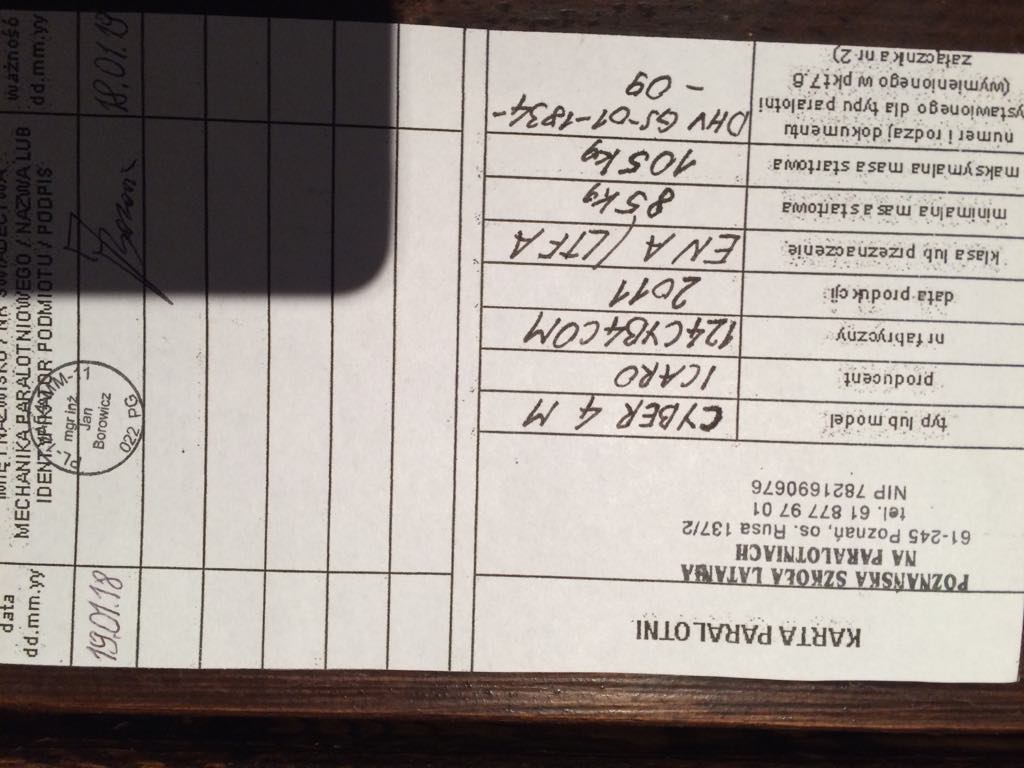 KARTA PARALOTNI
POZNAŃSKA SZKOŁA LATANIA
NA PARALOTNIACH
61-245 Poznań, os. Rusa 137/2
tel. 61 877 97 01
NIP 7821690676
typ lub model CYBER 4 M
producent ICARO
nr fabryczny 124CYB4COM
data produkcji 2011
klasa lub przeznaczenie EN A / LTF A
minimalna masa startowa 85 kg
maksymalna masa startowa 105 kg
numer i rodzaj dokumentu DHV GS-01-1834-
ystawionego dla typu paralotni - 09
(wymienionego w pkt 7.8
załącznika nr 2)
data
dd.mm.yy
MECHANIKA PARALOTNIOWEGO / NAZWA LUB
IDENTYFIKATOR PODMIOTU / PODPIS
ważność
dd.mm.yy
19.01.18
mgr inż
Jan
Borowicz
022 PG
18.01.19